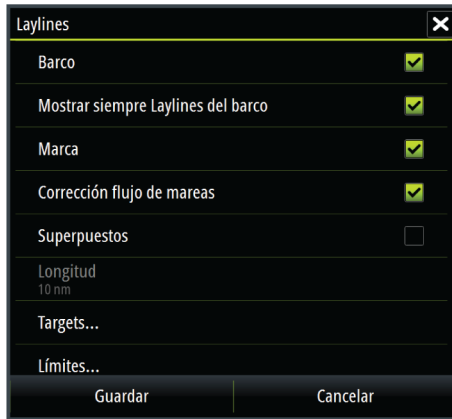 Laylines
Barco
Mostrar siempre Laylines del barco
Marca
Corrección flujo de mareas
Superpuestos
Longitud
10 nm
Targets...
Límites...
Guardar
Cancelar